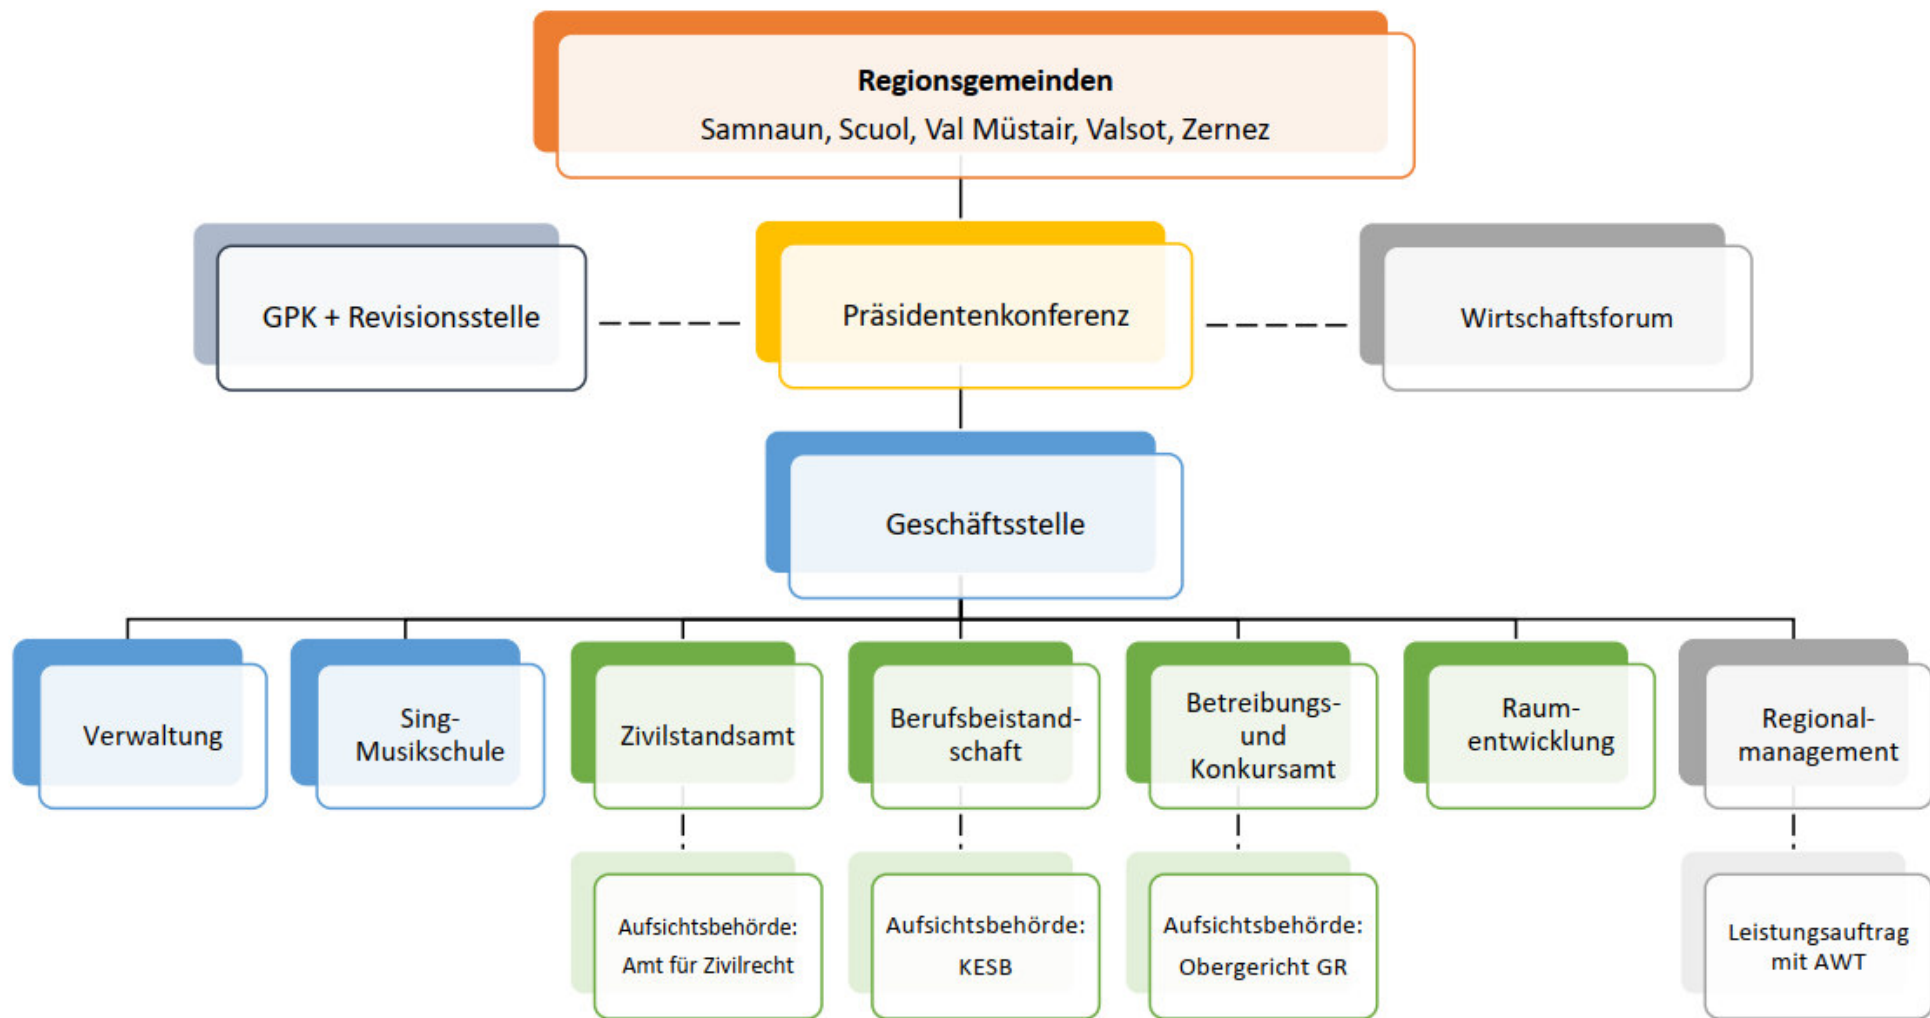 Regionsgemeinden
Samnaun, Scuol, Val Müstair, Valsot, Zernez
GPK + Revisionsstelle
Präsidentenkonferenz
Wirtschaftsforum
Geschäftsstelle
Verwaltung
Sing-
Musikschule
Zivilstandsamt
Berufsbeistand-
schaft
Betreibungs-
und
Konkursamt
Raum-
entwicklung
Regional-
management
Aufsichtsbehörde:
Amt für Zivilrecht
Aufsichtsbehörde:
KESB
Aufsichtsbehörde:
Obergericht GR
Leistungsauftrag
mit AWT